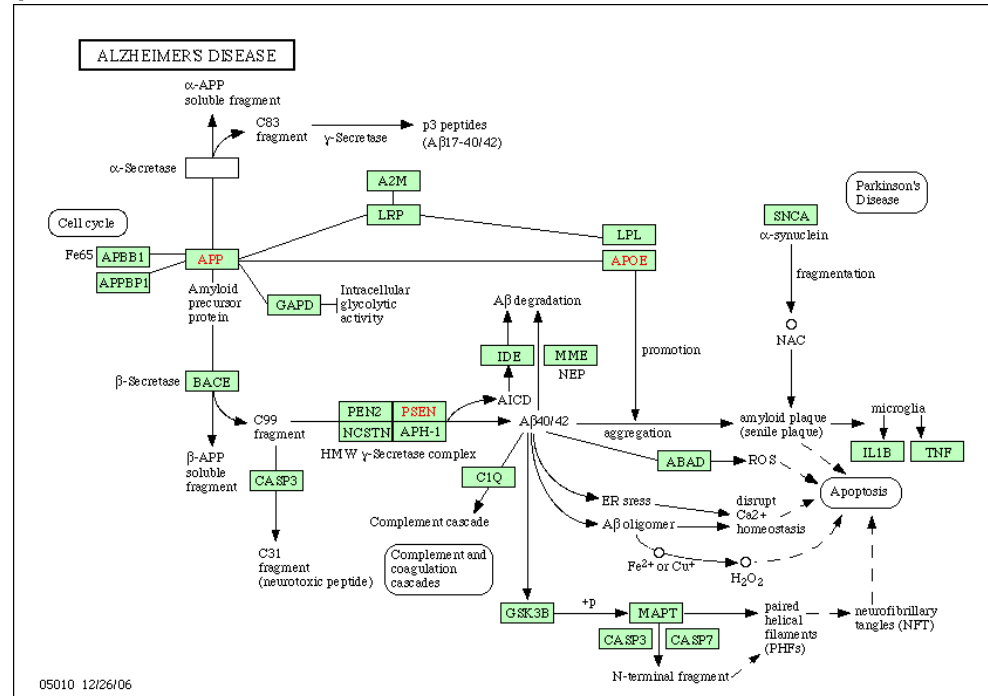 ALZHEIMER'S DISEASE
α-APP
soluble fragment
C83
fragment
γ-Secretase
p3 peptides
(Aβ17-40/42)
α-Secretase
A2M
LRP
Parkinson's
Disease
SNCA
α-synuclein
Cell cycle
LPL
Fe65
APBB1
APP
APOE
APPBP1
fragmentation
Amyloid
precursor
protein
GAPD
Intracellular
glycolytic
activity
Aβ degradation
NAC
IDE
MME
NEP
promotion
β-Secretase
BACE
AICD
PEN2
PSEN
NCSTN
APH-1
HMW γ-Secretase complex
C99
fragment
Aβ40/42
aggregation
amyloid plaque
(senile plaque)
microglia
IL1B
TNF
β-APP
soluble
fragment
CASP3
C1Q
ABAD
ROS
Apoptosis
ER sress
disrupt
Ca2+
homeostasis
Complement cascade
Aβ oligomer
C31
fragment
(neurotoxic peptide)
Complement and
coagulation
cascades
Fe2+ or Cu+
H2O2
GSK3B
+p
MAPT
paired
helical
filaments
(PHFs)
neurofibrillary
tangles (NFT)
CASP3
CASP7
N-terminal fragment
05010 12/26/06